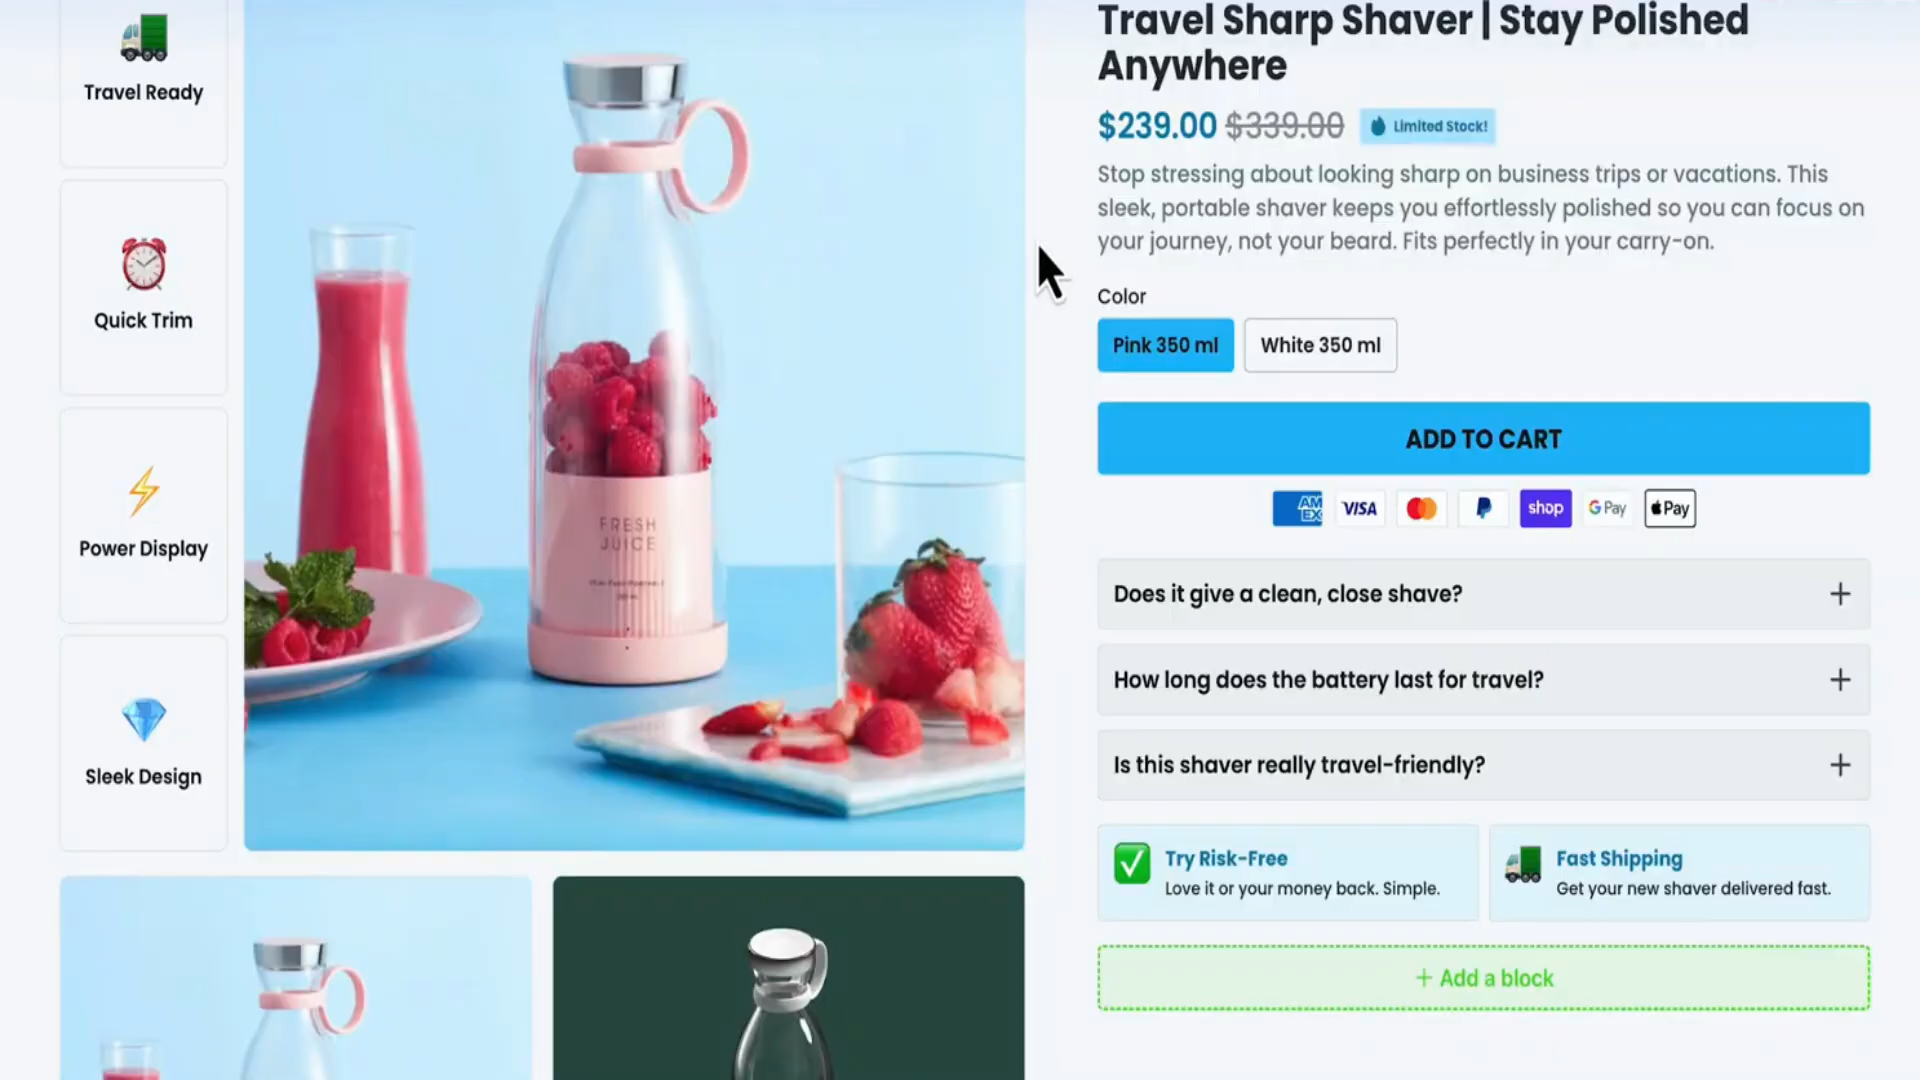 Travel Ready
Quick Trim
Power Display
Sleek Design
FRESH
JUICE
Travel Sharp Shaver | Stay Polished
Anywhere
$239.00 $339.00 Limited Stock!
Stop stressing about looking sharp on business trips or vacations. This
sleek, portable shaver keeps you effortlessly polished so you can focus on
your journey, not your beard. Fits perfectly in your carry-on.
Color
Pink 350 ml White 350 ml
ADD TO CART
AM EX VISA shop G Pay Pay
Does it give a clean, close shave?
How long does the battery last for travel?
Is this shaver really travel-friendly?
Try Risk-Free
Love it or your money back. Simple.
Fast Shipping
Get your new shaver delivered fast.
+ Add a block